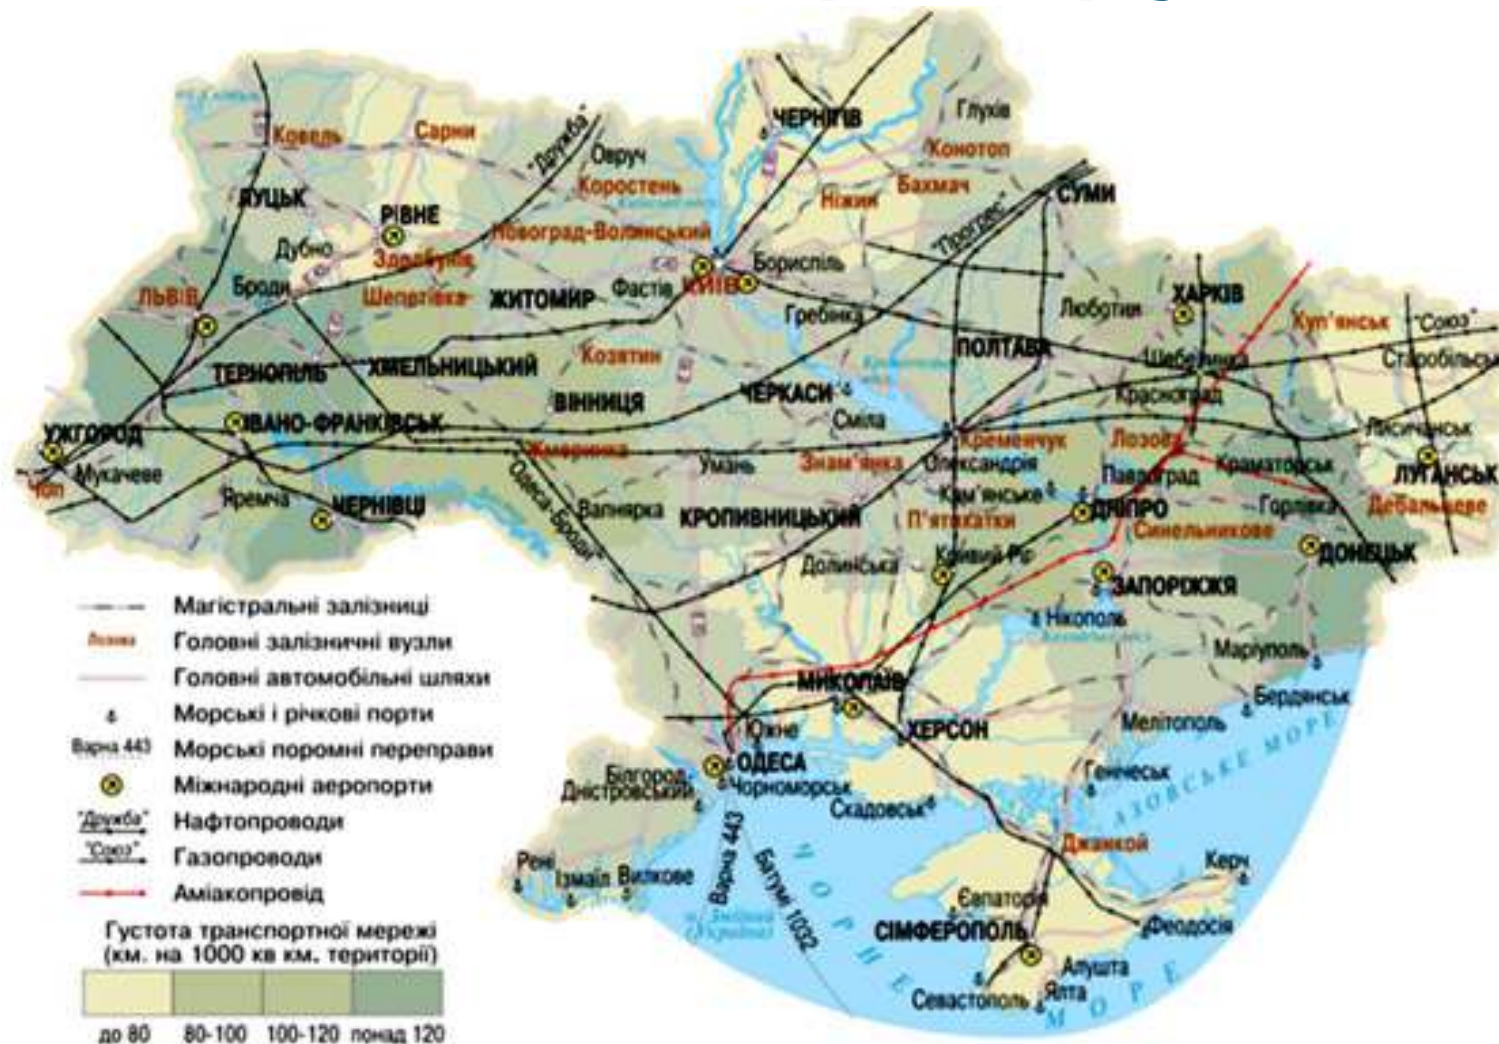 ЧЕРНІГІВ
Глухів
Ковель
Сарни
"Дружба"
Овруч
Конотоп
Коростень
Бахмач
Ніжин
СУМИ
ЛУЦЬК
РІВНЕ
Новоград-Волинський
"Прогрес"
Дубно
Здолбунів
Бориспіль
ЛЬВІВ
Броди
Шепетівка
ЖИТОМИР
Фастів
КИЇВ
Гребінка
Люботин
ХАРКІВ
Куп'янськ
"Союз"
ТЕРНОПІЛЬ
ХМЕЛЬНИЦЬКИЙ
Козятин
ПОЛТАВА
Шебелинка
Старобільськ
ВІННИЦЯ
ЧЕРКАСИ
Красноград
УЖГОРОД
ІВАНО-ФРАНКІВСЬК
Сміла
Лисичанськ
Мукачеве
Жмеринка
Умань
Знам'янка
Кременчук
Лозова
Олександрія
Павлоград
Краматорськ
ЛУГАНСЬК
Чоп
Яремча
ЧЕРНІВЦІ
"Одеса-Броди"
Вапнярка
КРОПИВНИЦЬКИЙ
Кам'янське
П'ятихатки
ДНІПРО
Синельникове
Горлівка
Дебальцеве
Долинська
Кривий Ріг
ДОНЕЦЬК
ЗАПОРІЖЖЯ
Нікополь
Маріуполь
Бердянськ
МИКОЛАЇВ
ХЕРСОН
Мелітополь
Южне
ОДЕСА
Білгород-
Дністровський
Чорноморськ
Скадовськ
Генічеськ
АЗОВСЬКЕ МОРЕ
Джанкой
Керч
Рені
Ізмаїл
Вилкове
Варна 443
Батумі 1032
ЧОРНЕ МОРЕ
Євпаторія
СІМФЕРОПОЛЬ
Феодосія
Алушта
Севастополь
Ялта
Магістральні залізниці
Лозова Головні залізничні вузли
Головні автомобільні шляхи
Морські і річкові порти
Варна 443 Морські поромні переправи
Міжнародні аеропорти
"Дружба" Нафтопроводи
"Союз" Газопроводи
Аміакопровід
Густота транспортної мережі
(км. на 1000 кв км. території)
до 80 80-100 100-120 понад 120